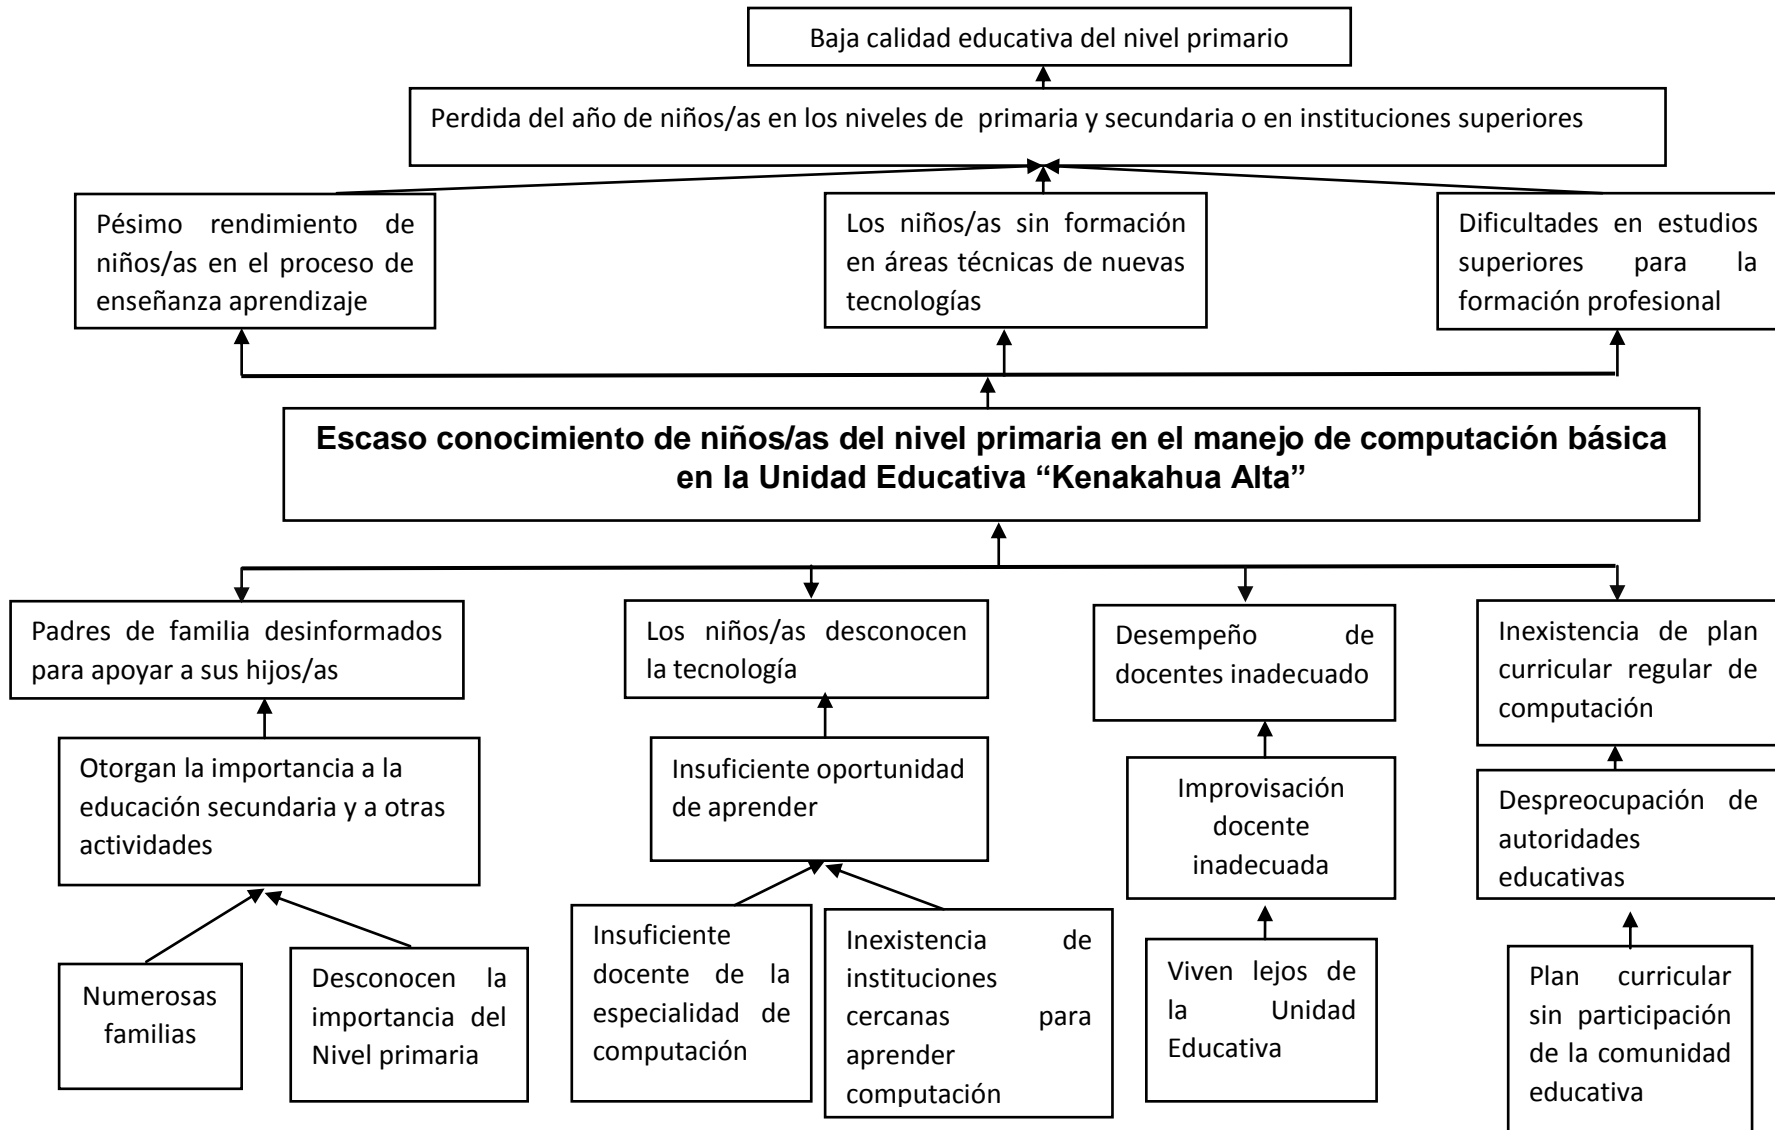 Baja calidad educativa del nivel primario
Perdida del año de niños/as en los niveles de primaria y secundaria o en instituciones superiores
Pésimo rendimiento de
niños/as en el proceso de
enseñanza aprendizaje
Los niños/as sin formación
en áreas técnicas de nuevas
tecnologías
Dificultades en estudios
superiores para la
formación profesional
Escaso conocimiento de niños/as del nivel primaria en el manejo de computación básica
en la Unidad Educativa “Kenakahua Alta”
Padres de familia desinformados
para apoyar a sus hijos/as
Los niños/as desconocen
la tecnología
Desempeño de
docentes inadecuado
Inexistencia de plan
curricular regular de
computación
Otorgan la importancia a la
educación secundaria y a otras
actividades
Insuficiente oportunidad
de aprender
Improvisación
docente
inadecuada
Despreocupación de
autoridades
educativas
Numerosas
familias
Desconocen la
importancia del
Nivel primaria
Insuficiente
docente de la
especialidad de
computación
Inexistencia de
instituciones
cercanas para
aprender
computación
Viven lejos de
la Unidad
Educativa
Plan curricular
sin participación
de la comunidad
educativa